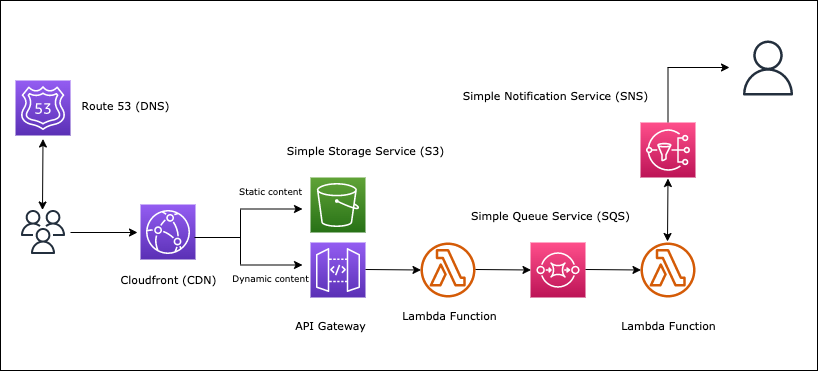 Route 53 (DNS)
53
Simple Notification Service (SNS)
Simple Storage Service (S3)
Static content
Simple Queue Service (SQS)
Cloudfront (CDN)
Dynamic content
</>
API Gateway
Lambda Function
Lambda Function